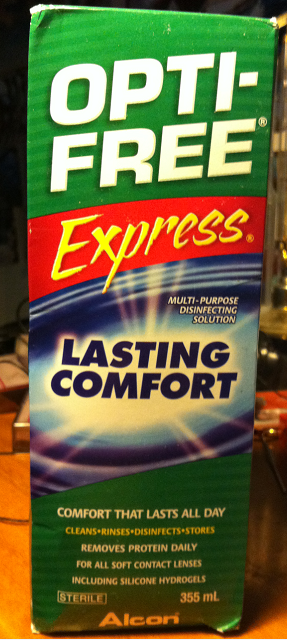 OPTI-
FREE®
Express®
MULTI-PURPOSE
DISINFECTING
SOLUTION
LASTING
COMFORT
COMFORT THAT LASTS ALL DAY
CLEANS•RINSES•DISINFECTS•STORES
REMOVES PROTEIN DAILY
FOR ALL SOFT CONTACT LENSES
INCLUDING SILICONE HYDROGELS
STERILE 355 mL
Alcon